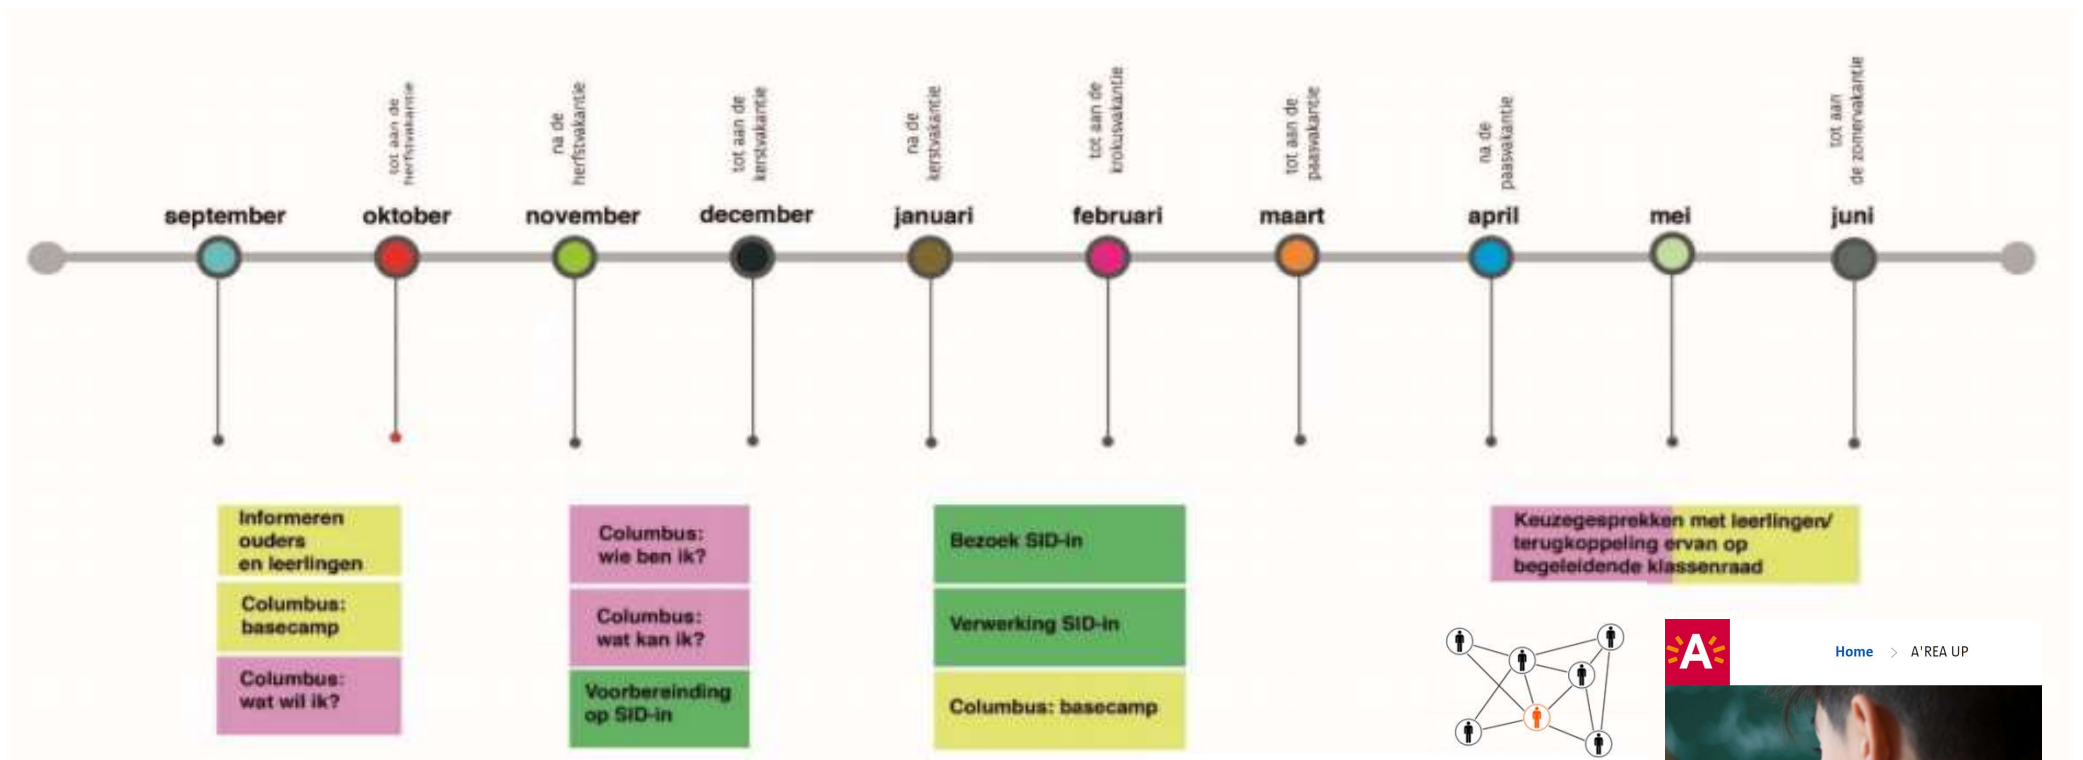 tot aan de
herfstvakantie
na de
herfstvakantie
tot aan de
kerstvakantie
na de
kerstvakantie
tot aan de
krokusvakantie
tot aan de
paasvakantie
na de
paasvakantie
tot aan
de zomervakantie
september
oktober
november
december
januari
februari
maart
april
mei
juni
Informeren
ouders
en leerlingen
Columbus:
basecamp
Columbus:
wat wil ik?
Columbus:
wie ben ik?
Columbus:
wat kan ik?
Voorbereinding
op SID-in
Bezoek SID-in
Verwerking SID-in
Columbus: basecamp
Keuzegesprekken met leerlingen/
terugkoppeling ervan op
begeleidende klassenraad
A
Home > A'REA UP